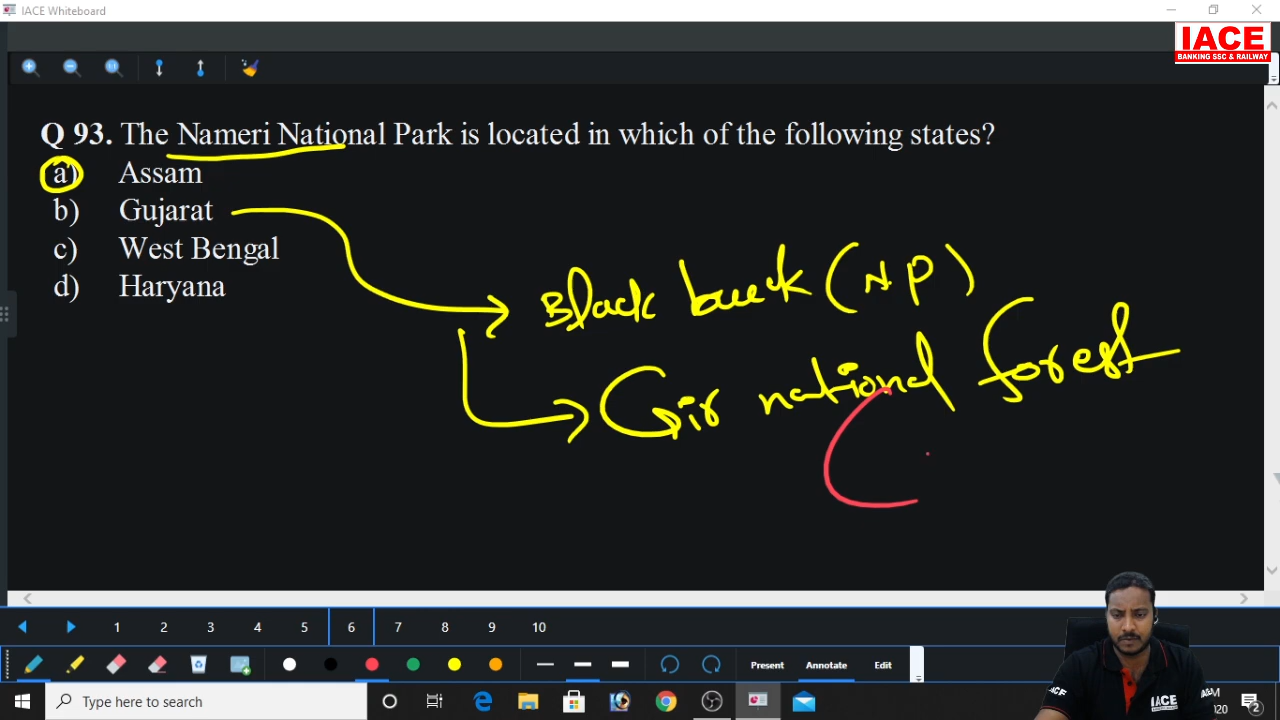 IACE Whiteboard
IACE
BANKING SSC & RAILWAY
Q 93. The Nameri National Park is located in which of the following states?
a) Assam
b) Gujarat
c) West Bengal
d) Haryana
Black buck (N.P)
Gir national forest
1 2 3 4 5 6 7 8 9 10
Present Annotate Edit
Type here to search
IACE
2